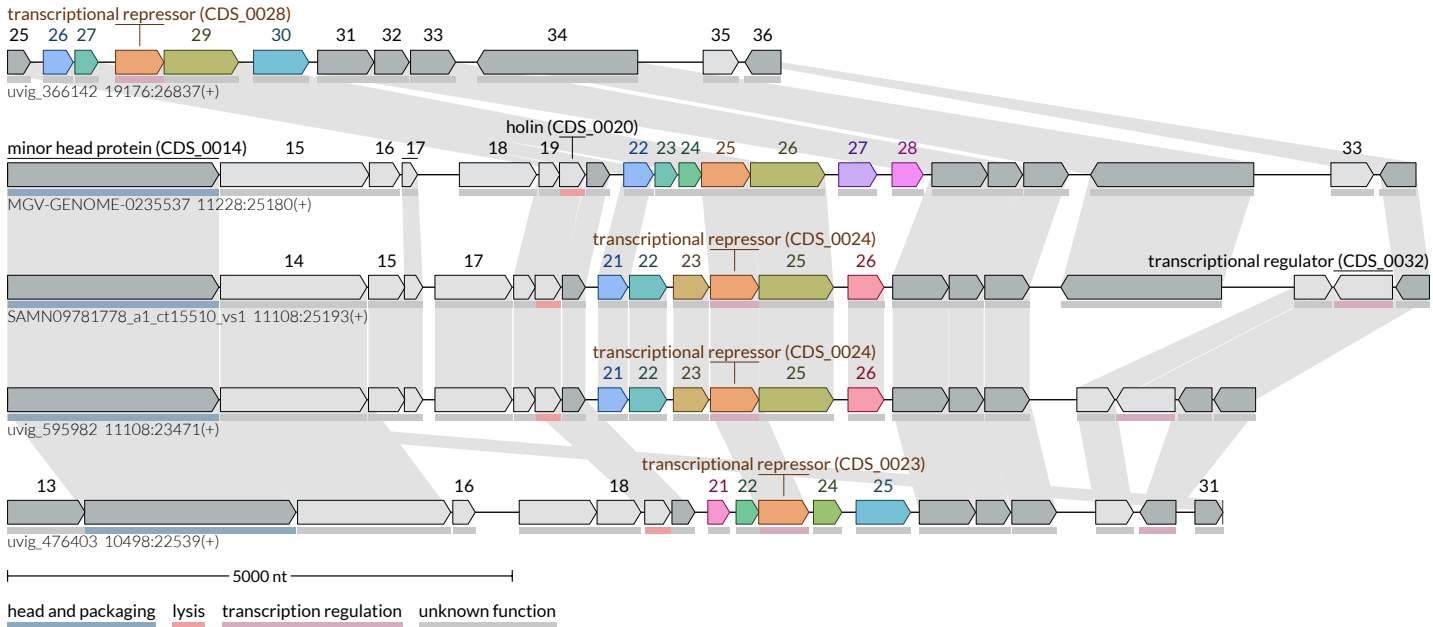 transcriptional repressor (CDS_0028)
25 26 27 29 30 31 32 33 34 35 36
uvig_366142 19176:26837(+)
holin (CDS_0020)
minor head protein (CDS_0014) 15 16 17 18 19 22 23 24 25 26 27 28 33
MGV-GENOME-0235537 11228:25180(+)
transcriptional repressor (CDS_0024)
14 15 17 21 22 23 25 26 transcriptional regulator (CDS_0032)
SAMN09781778_a1_ct15510_vs1 11108:25193(+)
transcriptional repressor (CDS_0024)
21 22 23 25 26
uvig_595982 11108:23471(+)
transcriptional repressor (CDS_0023)
13 16 18 21 22 24 25 31
uvig_476403 10498:22539(+)
5000 nt
head and packaging lysis transcription regulation unknown function